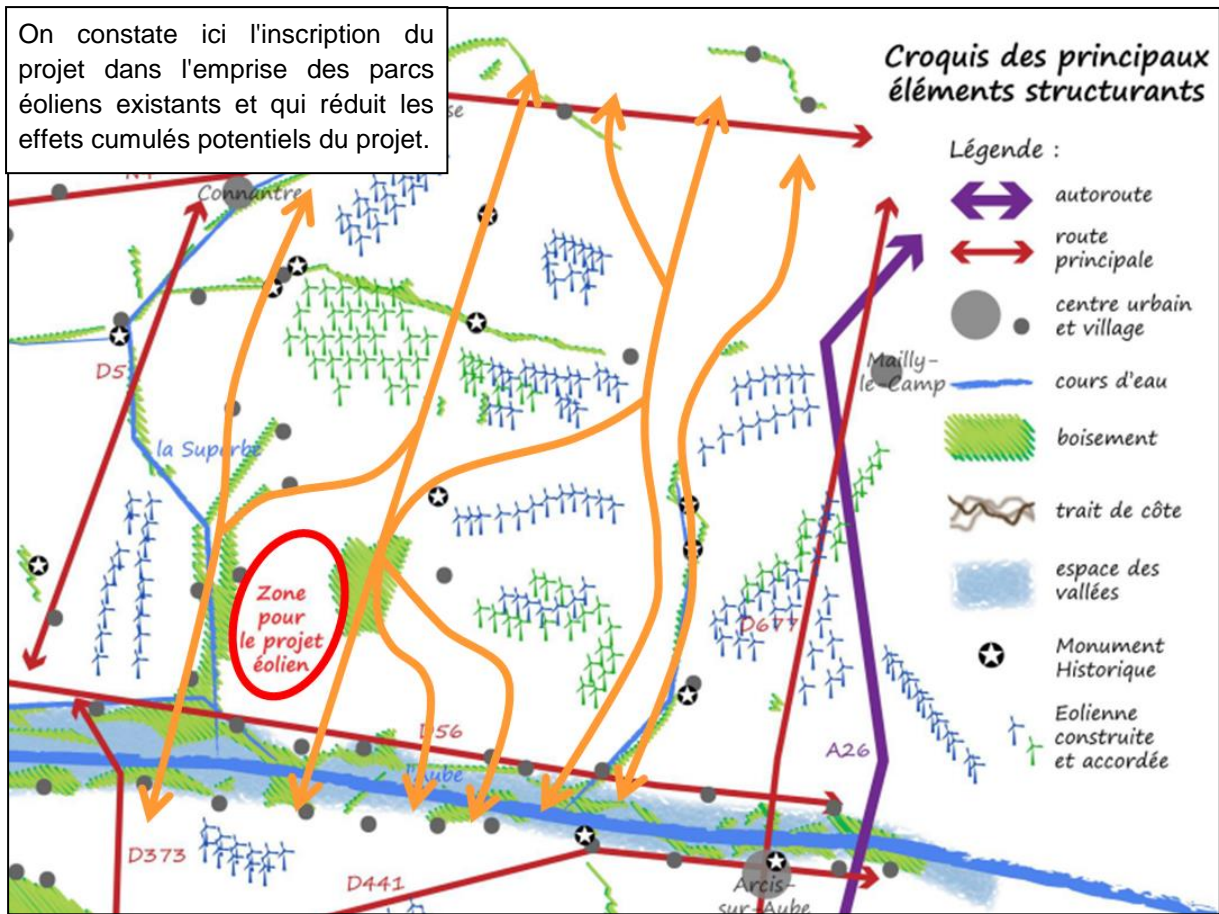 On constate ici l'inscription du
projet dans l'emprise des parcs
éoliens existants et qui réduit les
effets cumulés potentiels du projet.
Croquis des principaux
éléments structurants
Légende :
autoroute
route
principale
centre urbain
et village
cours d'eau
boisement
trait de côte
espace des
vallées
Monument
Historique
Eolienne
construite
et accordée
Connantre
D5
la Superbe
Mailly-
le-Camp
Zone
pour
le projet
éolien
D677
D56
A26
l'Aube
D373
D441
Arcis-
sur-Aube